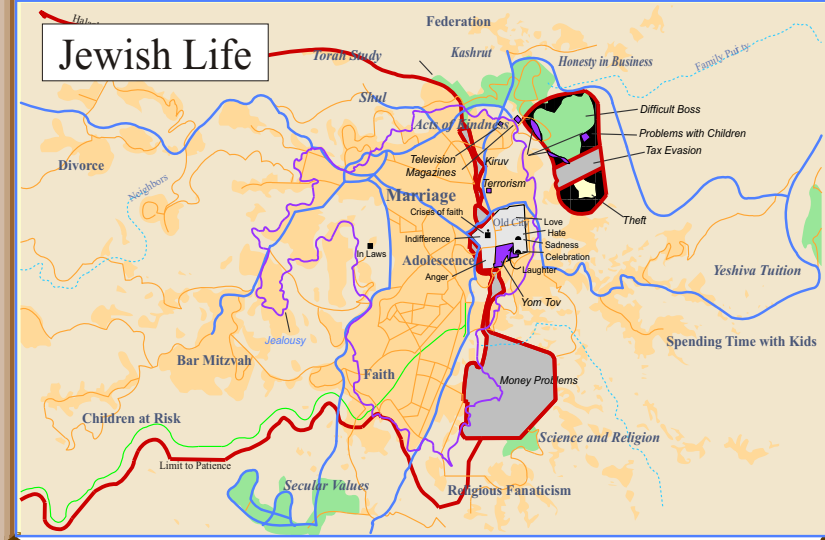 Jewish Life
Federation
Torah Study
Kashrut
Honesty in Business
Family Purity
Shul
Acts of Kindness
Difficult Boss
Problems with Children
Tax Evasion
Television
Magazines
Kiruv
Terrorism
Divorce
Neighbors
Marriage
Crises of faith
Old City
Love
Hate
Theft
Indifference
Sadness
In Laws
Adolescence
Celebration
Anger
Laughter
Yeshiva Tuition
Yom Tov
Jealousy
Spending Time with Kids
Bar Mitzvah
Faith
Money Problems
Children at Risk
Science and Religion
Limit to Patience
Secular Values
Religious Fanaticism